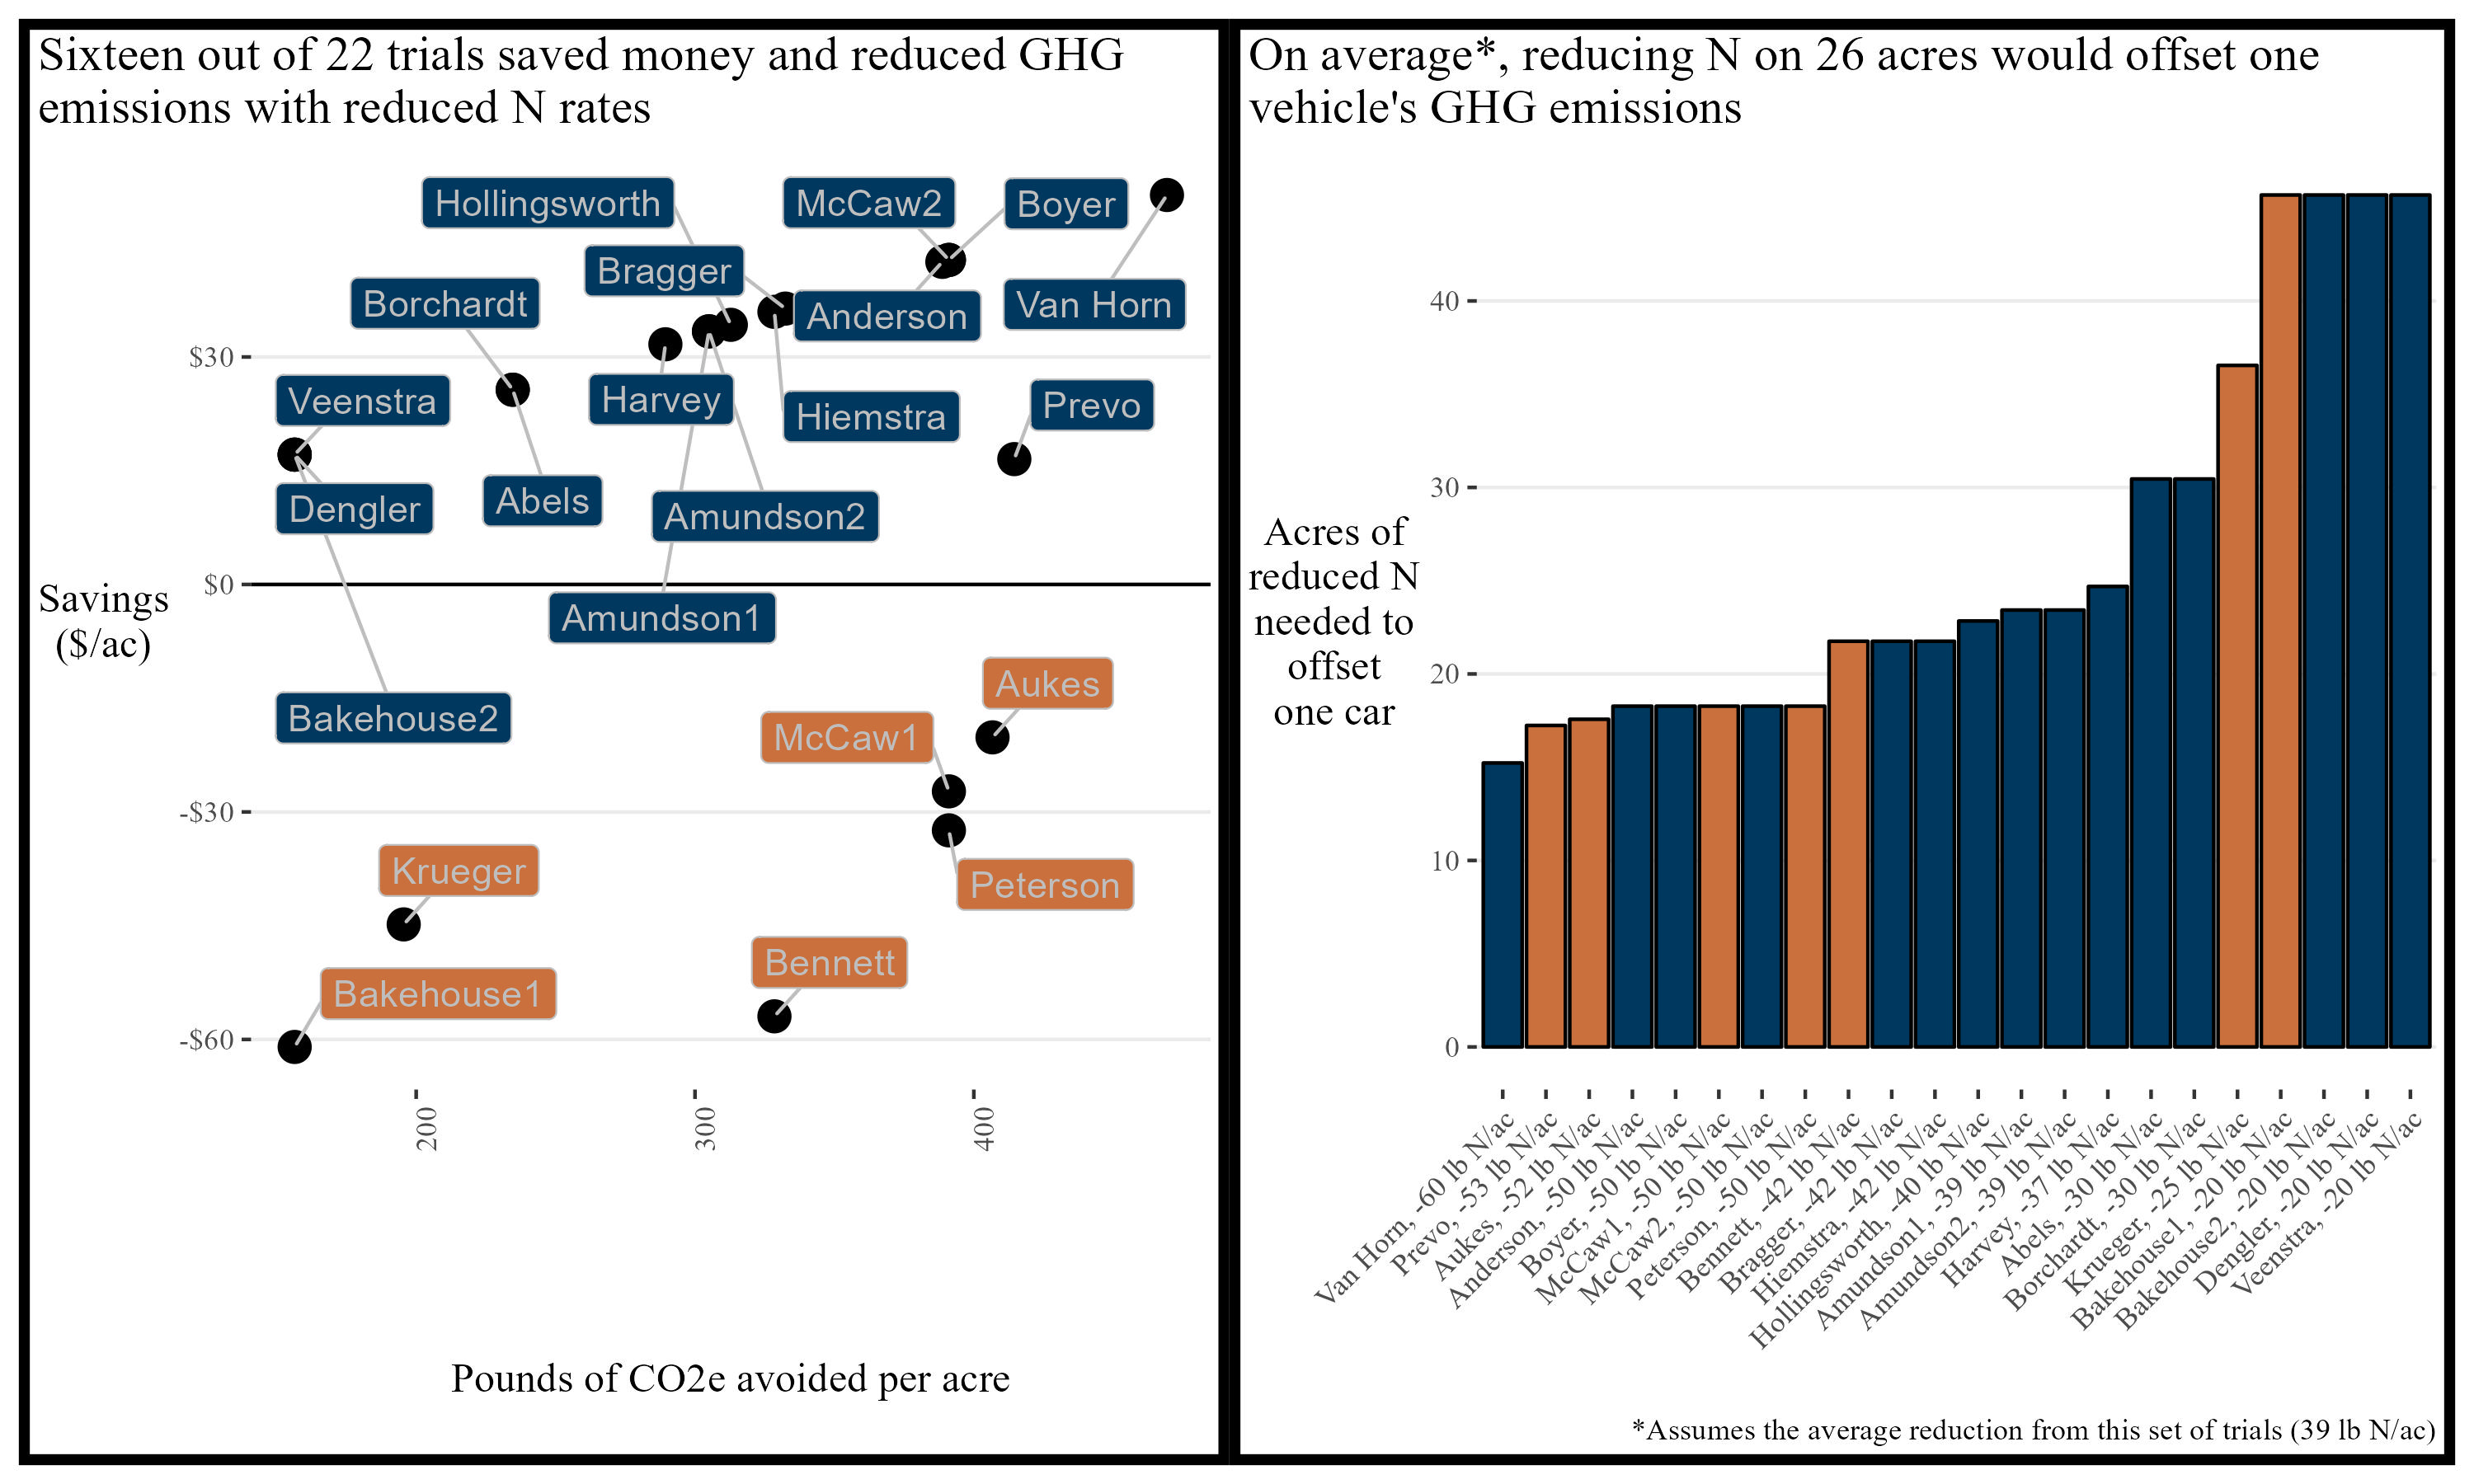 Sixteen out of 22 trials saved money and reduced GHG
emissions with reduced N rates
Hollingsworth
McCaw2
Boyer
Bragger
Borchardt
Anderson
Van Horn
$30
Veenstra
Harvey
Hiemstra
Prevo
Dengler
Abels
Amundson2
Savings
($/ac)
$0
Amundson1
Bakehouse2
Aukes
McCaw1
-$30
Krueger
Peterson
Bennett
Bakehouse1
-$60
200
300
400
Pounds of CO2e avoided per acre
On average*, reducing N on 26 acres would offset one
vehicle's GHG emissions
Acres of
reduced N
needed to
offset
one car
40
30
20
10
0
Van Horn, -60 lb N/ac
Prevo, -53 lb N/ac
Aukes, -52 lb N/ac
Anderson, -50 lb N/ac
Boyer, -50 lb N/ac
McCaw1, -50 lb N/ac
McCaw2, -50 lb N/ac
Peterson, -50 lb N/ac
Bennett, -42 lb N/ac
Bragger, -42 lb N/ac
Hiemstra, -42 lb N/ac
Hollingsworth, -40 lb N/ac
Amundson1, -39 lb N/ac
Amundson2, -39 lb N/ac
Harvey, -37 lb N/ac
Abels, -30 lb N/ac
Borchardt, -30 lb N/ac
Krueger, -25 lb N/ac
Bakehouse1, -20 lb N/ac
Bakehouse2, -20 lb N/ac
Dengler, -20 lb N/ac
Veenstra, -20 lb N/ac
*Assumes the average reduction from this set of trials (39 lb N/ac)